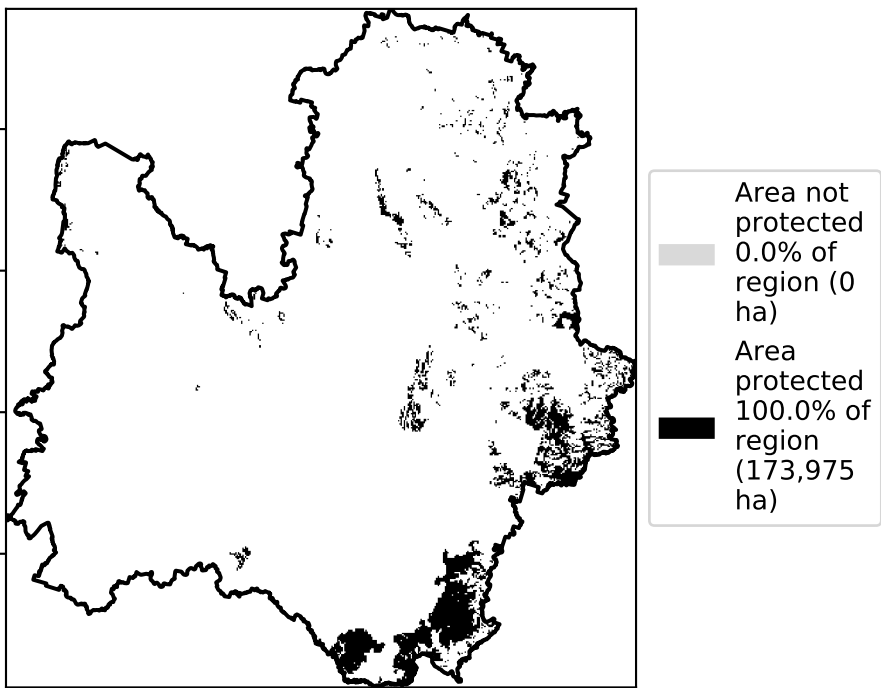 Area not
protected
0.0% of
region (0
ha)
Area
protected
100.0% of
region
(173,975
ha)